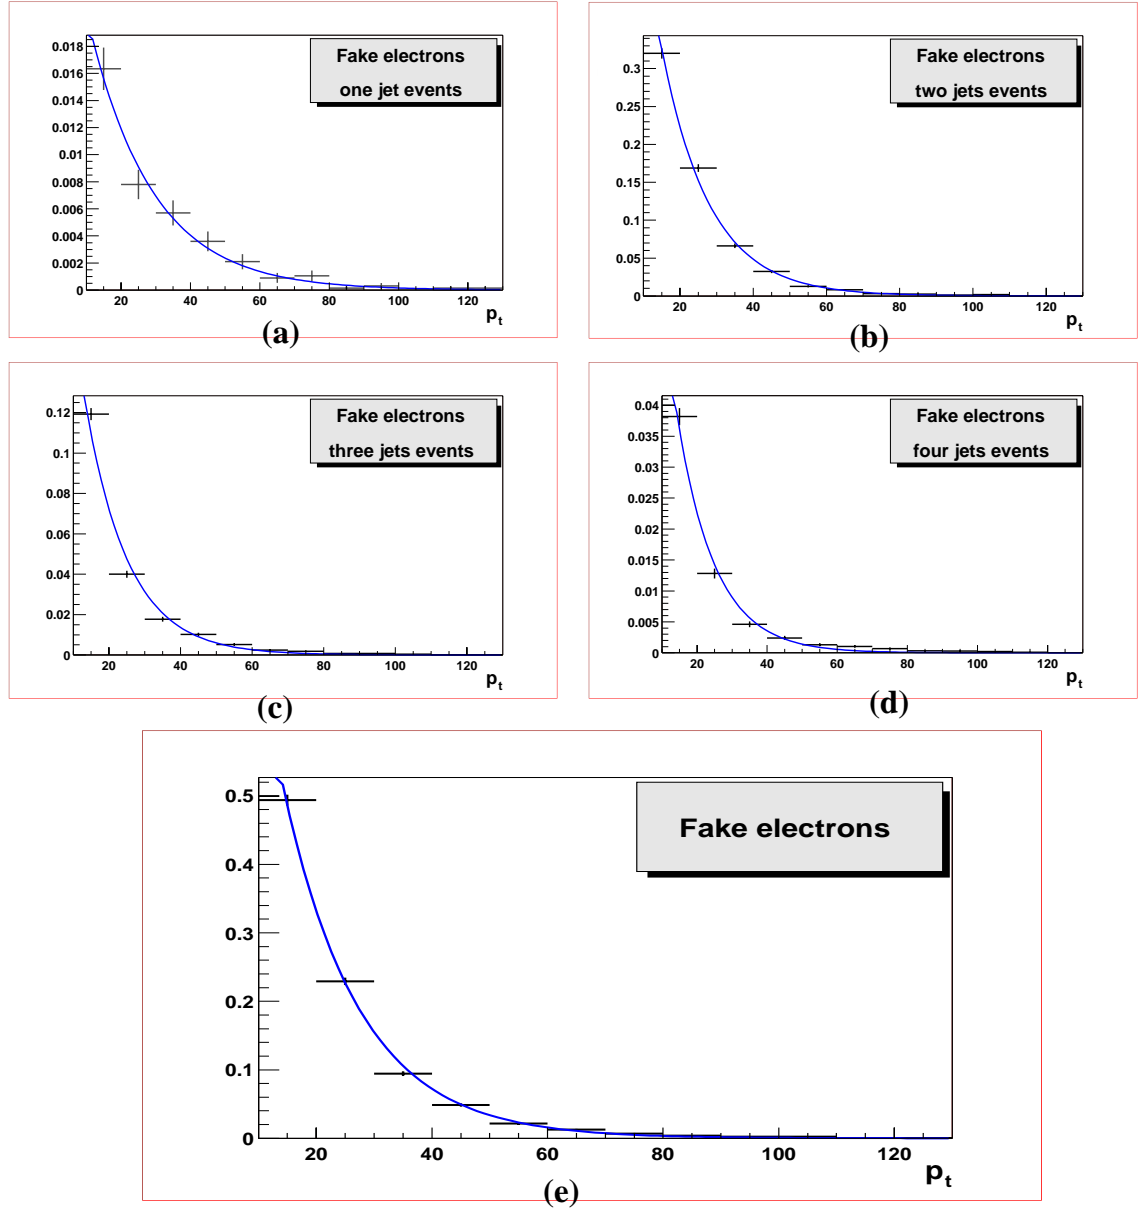 Fake electrons
one jet events
0.018
0.016
0.014
0.012
0.01
0.008
0.006
0.004
0.002
0
20 40 60 80 100 120
p t
(a)
Fake electrons
two jets events
0.3
0.25
0.2
0.15
0.1
0.05
0
20 40 60 80 100 120
p t
(b)
Fake electrons
three jets events
0.12
0.1
0.08
0.06
0.04
0.02
0
20 40 60 80 100 120
p t
(c)
Fake electrons
four jets events
0.04
0.035
0.03
0.025
0.02
0.015
0.01
0.005
0
20 40 60 80 100 120
p t
(d)
Fake electrons
0.5
0.4
0.3
0.2
0.1
0
20 40 60 80 100 120
p t
(e)